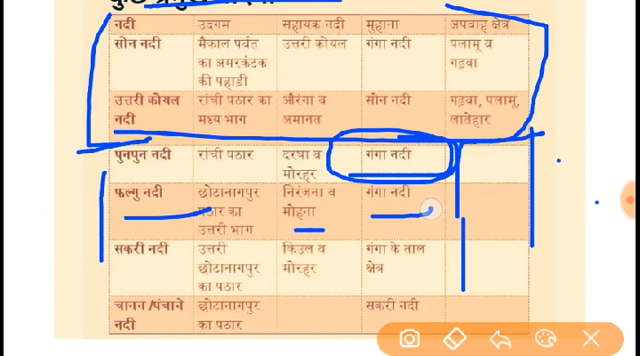 नदी उदगम सहायक नदी मुहाना अपवाह क्षेत्र
सोन नदी मैकाल पर्वत उत्तरी कोयल गंगा नदी पलामू व
का अमरकंटक गडवा
की पहाडी
उत्तरी कोयल रांची पठार का औरंगा व सोन नदी गढ़वा, पलामू,
नदी मध्य भाग अमानत लातेहार
पुनपुन नदी रांची पठार दरधा व गंगा नदी
मोरहर
फल्गु नदी छोटानागपुर निरंजना व गंगा नदी
पठार का मोहना
उत्तरी भाग
सकरी नदी उत्तरी किउल व गंगा के ताल
छोटानागपुर मोरहर क्षेत्र
का पठार
चानन /पंचाने छोटानागपुर सकरी नदी
नदी का पठार